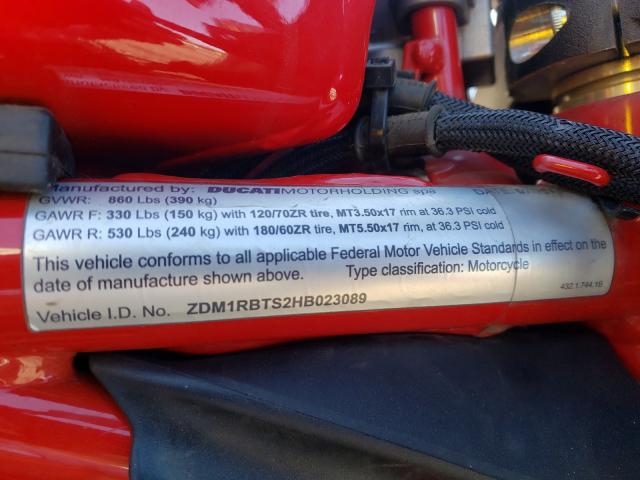 Manufactured by: DUCATIMOTORHOLDING spa
GVWR: 860 Lbs (390 kg)
GAWR F: 330 Lbs (150 kg) with 120/70ZR tire, MT3.50x17 rim at 36.3 PSI cold
GAWR R: 530 Lbs (240 kg) with 180/60ZR tire, MT5.50x17 rim at 36.3 PSI cold
This vehicle conforms to all applicable Federal Motor Vehicle Standards in effect on the
date of manufacture shown above. Type classification: Motorcycle
Vehicle I.D. No. ZDM1RBTS2HB023089
432.1.744.1B